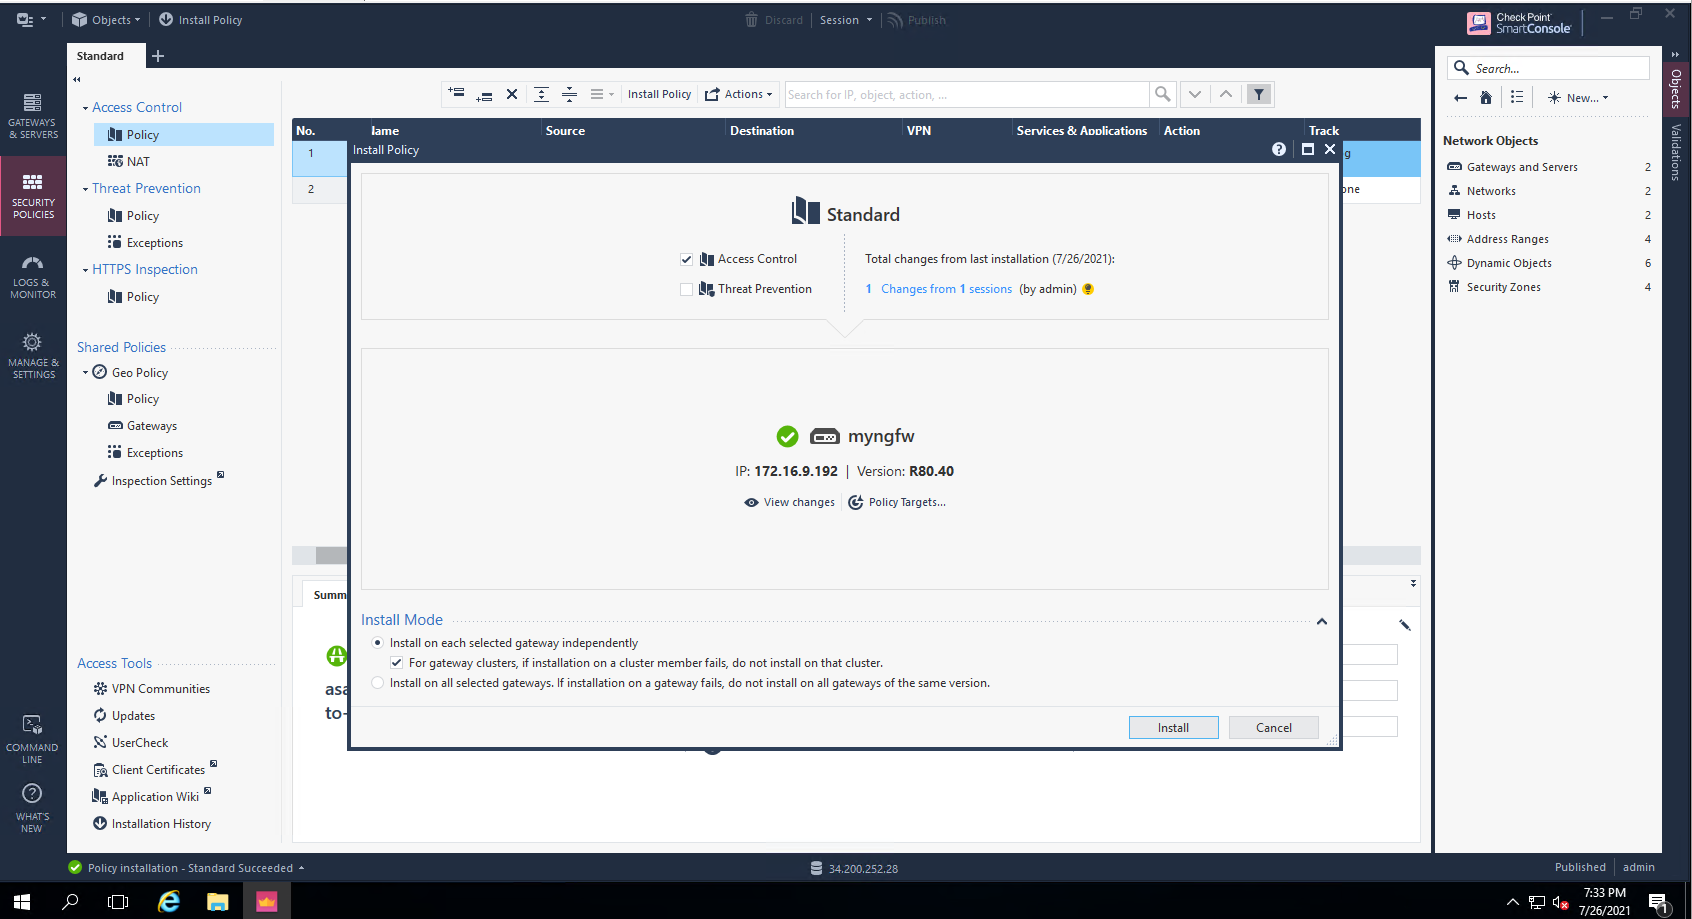 Objects
Install Policy
Discard
Session
Publish
Check Point
SmartConsole
Standard
GATEWAYS
& SERVERS
SECURITY
POLICIES
LOGS &
MONITOR
MANAGE &
SETTINGS
COMMAND
LINE
WHAT'S
NEW
Access Control
Policy
NAT
Threat Prevention
Policy
Exceptions
HTTPS Inspection
Policy
Shared Policies
Geo Policy
Policy
Gateways
Exceptions
Inspection Settings
Access Tools
VPN Communities
Updates
UserCheck
Client Certificates
Application Wiki
Installation History
Install Policy
Actions
Search for IP, object, action, ...
No. lame Source Destination VPN Services & Applications Action Track
1
g
2
one
Install Policy
Standard
Access Control
Threat Prevention
Total changes from last installation (7/26/2021):
1 Changes from 1 sessions (by admin)
myngfw
IP: 172.16.9.192 | Version: R80.40
View changes
Policy Targets...
Install Mode
Install on each selected gateway independently
For gateway clusters, if installation on a cluster member fails, do not install on that cluster.
Install on all selected gateways. If installation on a gateway fails, do not install on all gateways of the same version.
Install
Cancel
Summ
asa
to-
Search...
New...
Network Objects
Gateways and Servers 2
Networks 2
Hosts 2
Address Ranges 4
Dynamic Objects 6
Security Zones 4
Objects
Validations
Policy installation - Standard Succeeded
34.200.252.28
Published
admin
7:33 PM
7/26/2021
1